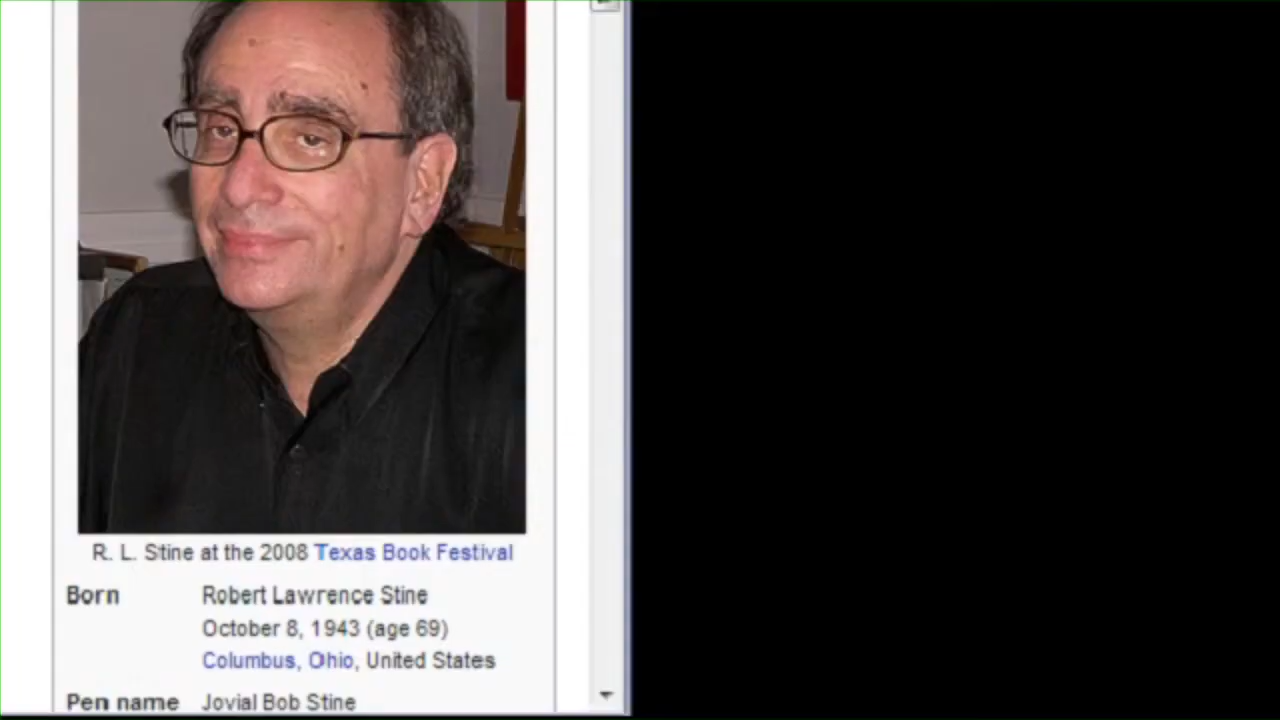 R. L. Stine at the 2008 Texas Book Festival
Born Robert Lawrence Stine
October 8, 1943 (age 69)
Columbus, Ohio, United States
Pen name Jovial Bob Stine